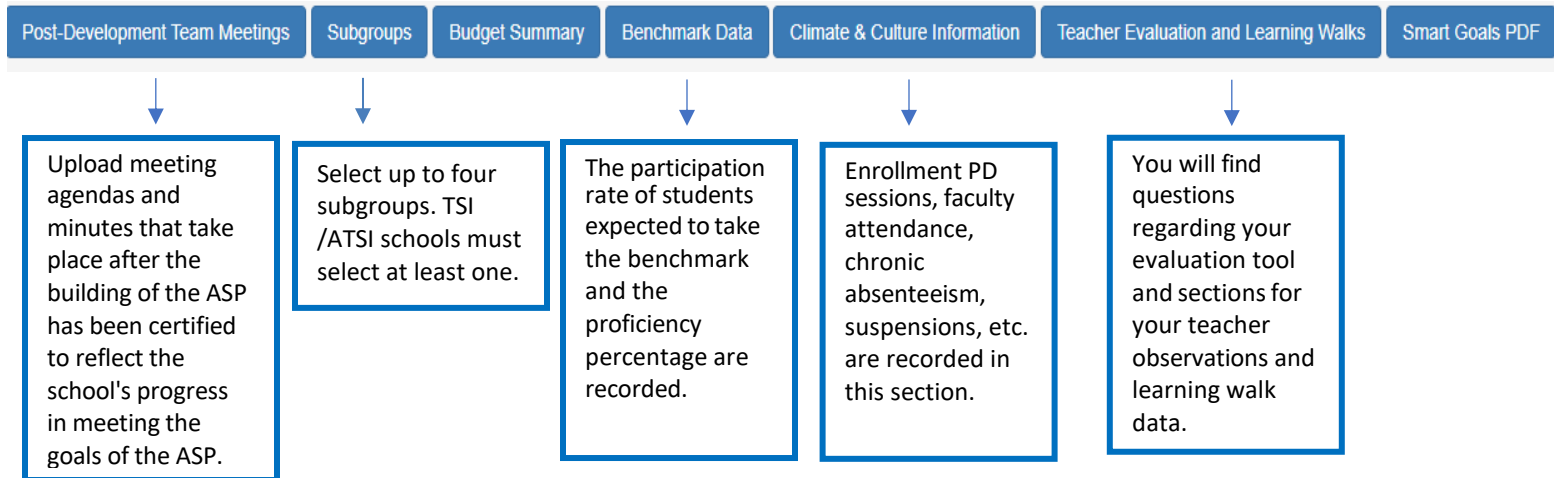 Post-Development Team Meetings
Subgroups
Budget Summary
Benchmark Data
Climate & Culture Information
Teacher Evaluation and Learning Walks
Smart Goals PDF
Upload meeting
agendas and
minutes that take
place after the
building of the ASP
has been certified
to reflect the
school's progress
in meeting the
goals of the ASP.
Select up to four
subgroups. TSI
/ATSI schools must
select at least one.
The participation
rate of students
expected to take
the benchmark
and the
proficiency
percentage are
recorded.
Enrollment PD
sessions, faculty
attendance,
chronic
absenteeism,
suspensions, etc.
are recorded in
this section.
You will find
questions
regarding your
evaluation tool
and sections for
your teacher
observations and
learning walk
data.